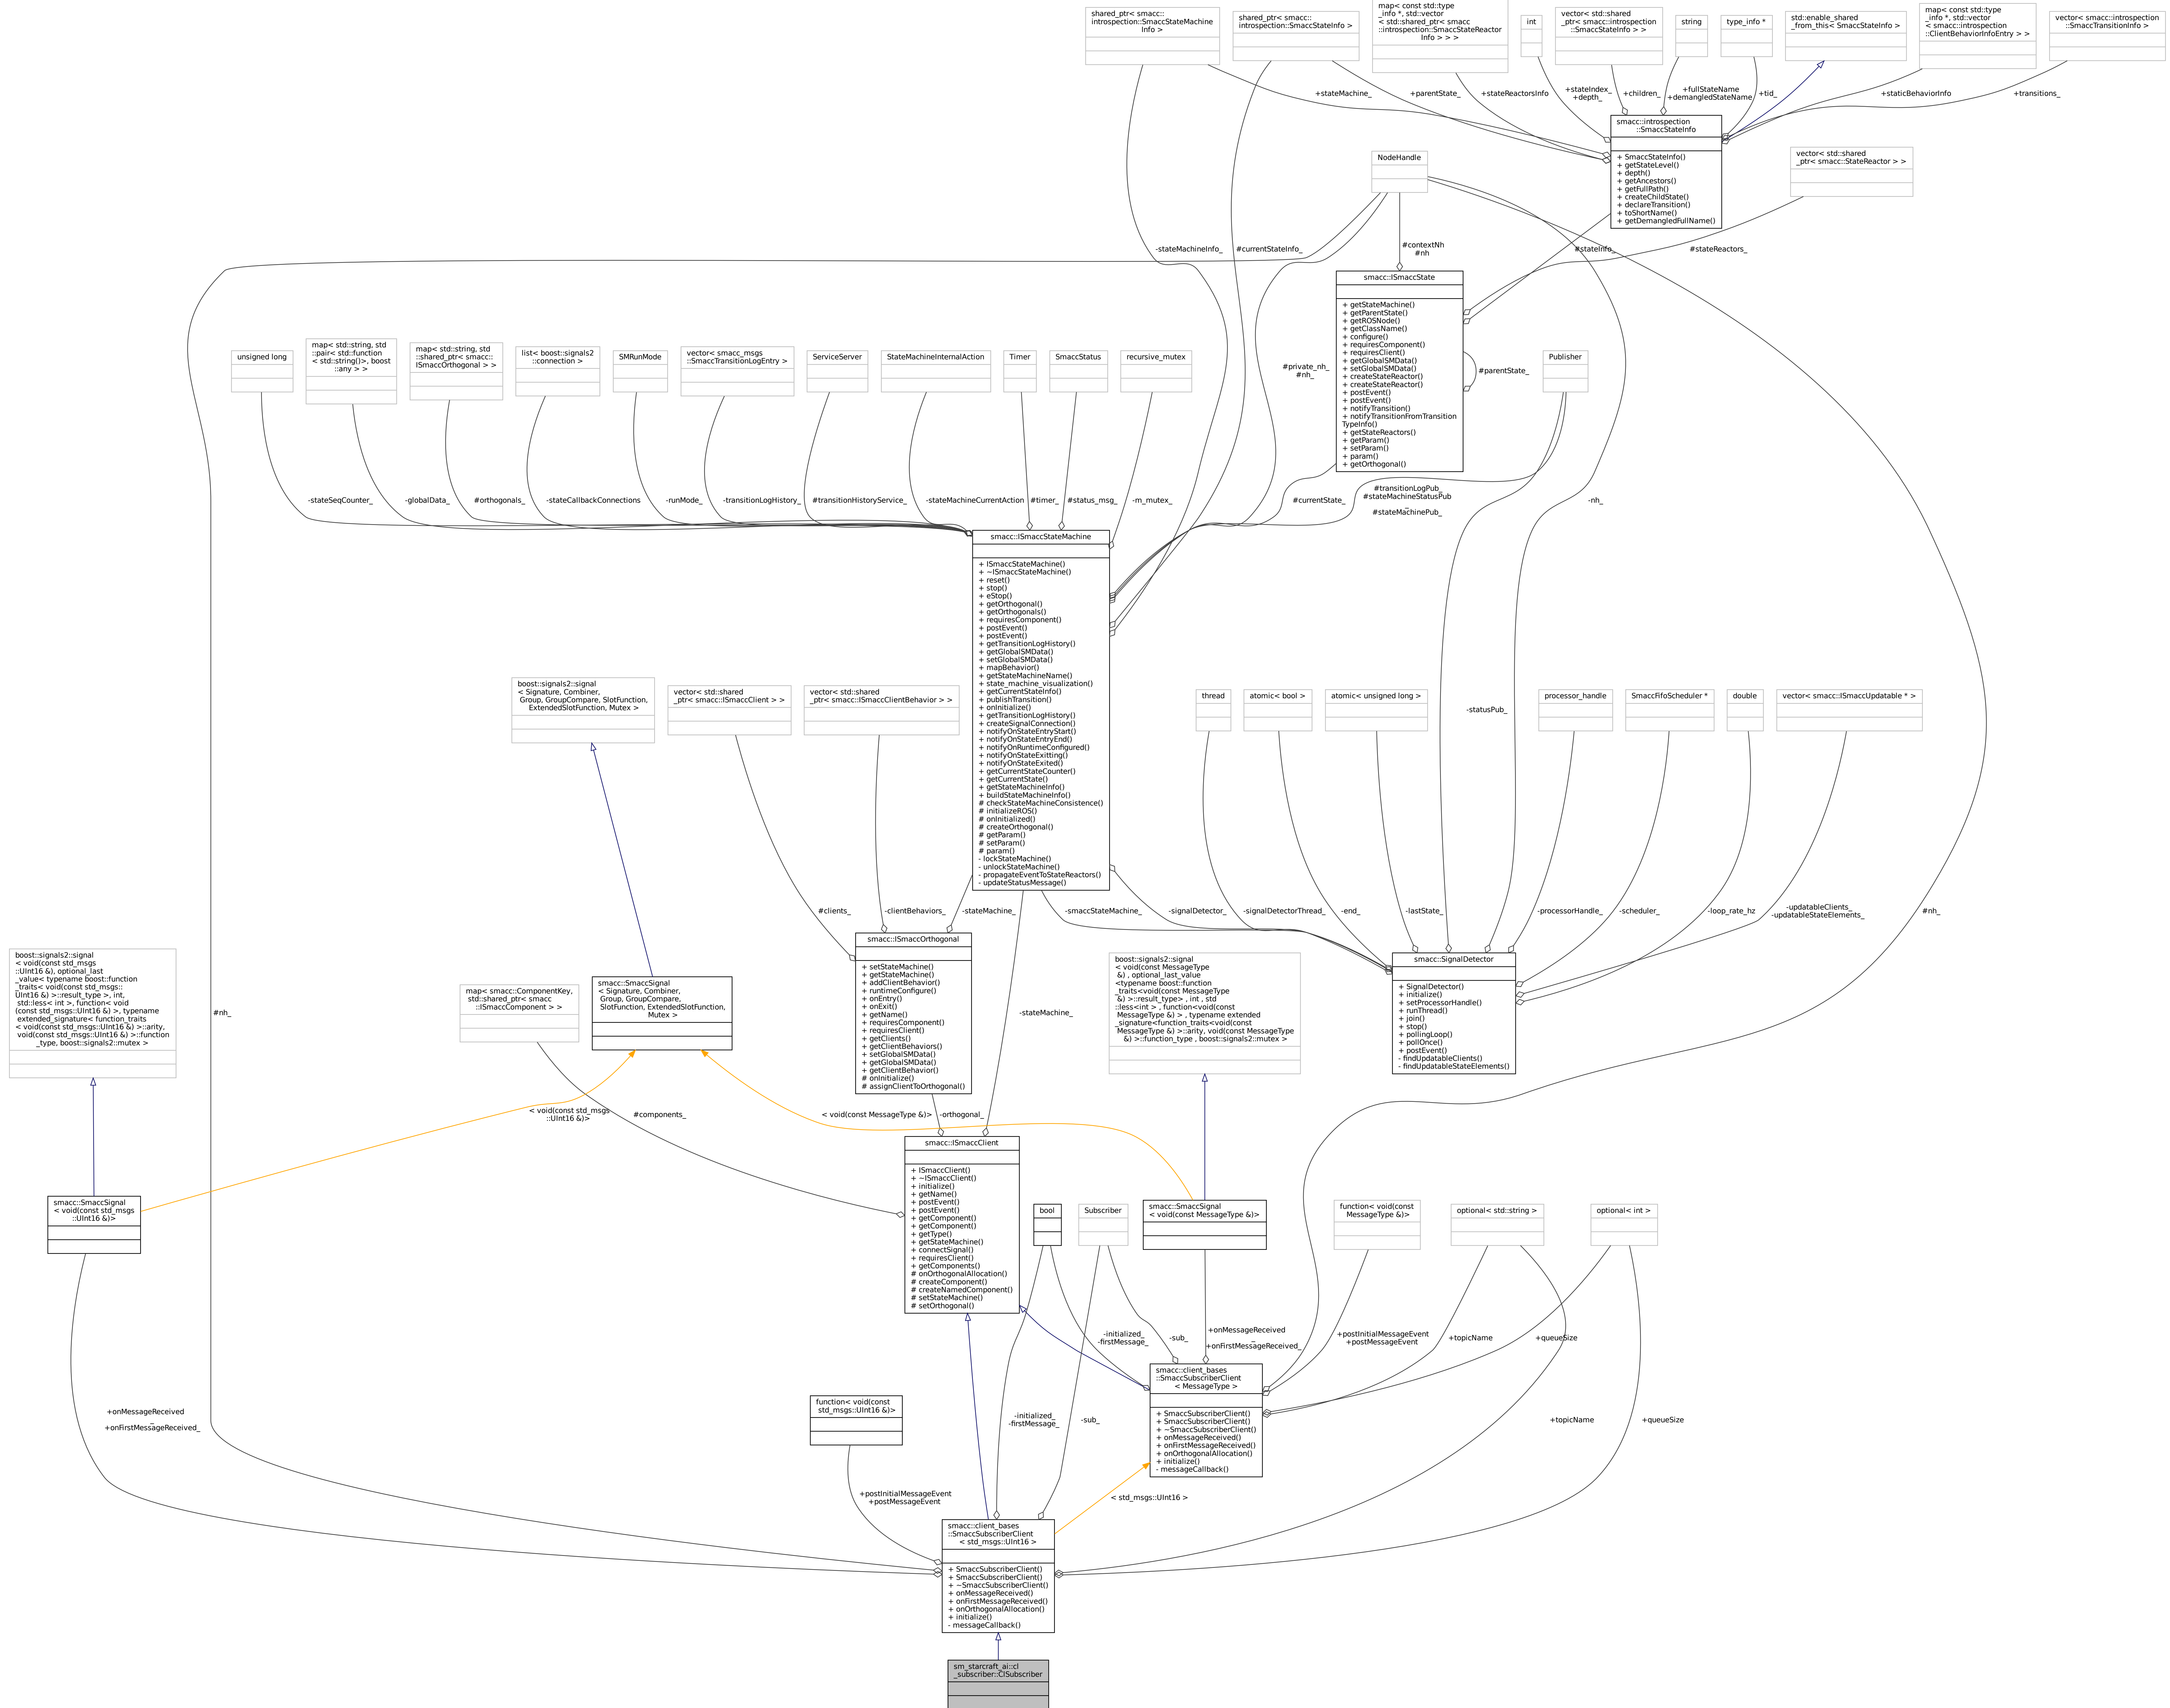 shared_ptr< smacc::
introspection::SmaccStateMachine
Info >
shared_ptr< smacc::
introspection::SmaccStateInfo >
map< const std::type
_info *, std::vector
< std::shared_ptr< smacc
::introspection::SmaccStateReactor
Info > > >
int
vector< std::shared
_ptr< smacc::introspection
::SmaccStateInfo > >
string
type_info *
std::enable_shared
_from_this< SmaccStateInfo >
map< const std::type
_info *, std::vector
< smacc::introspection
::ClientBehaviorInfoEntry > >
vector< smacc::introspection
::SmaccTransitionInfo >
+stateMachine_
+parentState_
+stateReactorsInfo
+stateIndex_
+depth_
+children_
+fullStateName
+demangledStateName
+tid_
+staticBehaviorInfo
+transitions_
smacc::introspection
::SmaccStateInfo
+ SmaccStateInfo()
+ getStateLevel()
+ depth()
+ getAncestors()
+ getFullPath()
+ createChildState()
+ declareTransition()
+ toShortName()
+ getDemangledFullName()
NodeHandle
vector< std::shared
_ptr< smacc::StateReactor > >
-stateMachineInfo_
#currentStateInfo_
#contextNh
#nh
#stateInfo_
#stateReactors_
smacc::ISmaccState
+ getStateMachine()
+ getParentState()
+ getROSNode()
+ getClassName()
+ configure()
+ requiresComponent()
+ requiresClient()
+ getGlobalSMData()
+ setGlobalSMData()
+ createStateReactor()
+ createStateReactor()
+ postEvent()
+ postEvent()
+ notifyTransition()
+ notifyTransitionFromTransition
TypeInfo()
+ getStateReactors()
+ getParam()
+ setParam()
+ param()
+ getOrthogonal()
#parentState_
unsigned long
map< std::string, std
::pair< std::function
< std::string()>, boost
::any > >
map< std::string, std
::shared_ptr< smacc::
ISmaccOrthogonal > >
list< boost::signals2
::connection >
SMRunMode
vector< smacc_msgs
::SmaccTransitionLogEntry >
ServiceServer
StateMachineInternalAction
Timer
SmaccStatus
recursive_mutex
#private_nh_
#nh_
Publisher
-stateSeqCounter_
-globalData_
#orthogonals_
-stateCallbackConnections
-runMode_
-transitionLogHistory_
#transitionHistoryService_
-stateMachineCurrentAction
#timer_
#status_msg_
-m_mutex_
#currentState_
#transitionLogPub_
#stateMachineStatusPub
_
#stateMachinePub_
-nh_
smacc::ISmaccStateMachine
+ ISmaccStateMachine()
+ ~ISmaccStateMachine()
+ reset()
+ stop()
+ eStop()
+ getOrthogonal()
+ getOrthogonals()
+ requiresComponent()
+ postEvent()
+ postEvent()
+ getTransitionLogHistory()
+ getGlobalSMData()
+ setGlobalSMData()
+ mapBehavior()
+ getStateMachineName()
+ state_machine_visualization()
+ getCurrentStateInfo()
+ publishTransition()
+ onInitialize()
+ getTransitionLogHistory()
+ createSignalConnection()
+ notifyOnStateEntryStart()
+ notifyOnStateEntryEnd()
+ notifyOnRuntimeConfigured()
+ notifyOnStateExitting()
+ notifyOnStateExited()
+ getCurrentStateCounter()
+ getCurrentState()
+ getStateMachineInfo()
+ buildStateMachineInfo()
# checkStateMachineConsistence()
# initializeROS()
# onInitialized()
# createOrthogonal()
# getParam()
# setParam()
# param()
- lockStateMachine()
- unlockStateMachine()
- propagateEventToStateReactors()
- updateStatusMessage()
boost::signals2::signal
< Signature, Combiner,
Group, GroupCompare, SlotFunction,
ExtendedSlotFunction, Mutex >
vector< std::shared
_ptr< smacc::ISmaccClient > >
vector< std::shared
_ptr< smacc::ISmaccClientBehavior > >
thread
atomic< bool >
atomic< unsigned long >
-statusPub_
processor_handle
SmaccFifoScheduler *
double
vector< smacc::ISmaccUpdatable * >
#clients_
-clientBehaviors_
-stateMachine_
-smaccStateMachine_
-signalDetector_
-signalDetectorThread_
-end_
-lastState_
-processorHandle_
-scheduler_
-loop_rate_hz
-updatableClients_
-updatableStateElements_
#nh_
smacc::ISmaccOrthogonal
+ setStateMachine()
+ getStateMachine()
+ addClientBehavior()
+ runtimeConfigure()
+ onEntry()
+ onExit()
+ getName()
+ requiresComponent()
+ requiresClient()
+ getClients()
+ getClientBehaviors()
+ setGlobalSMData()
+ getGlobalSMData()
+ getClientBehavior()
# onInitialize()
# assignClientToOrthogonal()
smacc::SignalDetector
+ SignalDetector()
+ initialize()
+ setProcessorHandle()
+ runThread()
+ join()
+ stop()
+ pollingLoop()
+ pollOnce()
+ postEvent()
- findUpdatableClients()
- findUpdatableStateElements()
boost::signals2::signal
< void(const std_msgs
::UInt16 &), optional_last
_value< typename boost::function
_traits< void(const std_msgs::
UInt16 &) >::result_type >, int,
std::less< int >, function< void
(const std_msgs::UInt16 &) >, typename
extended_signature< function_traits
< void(const std_msgs::UInt16 &) >::arity,
void(const std_msgs::UInt16 &) >::function
_type, boost::signals2::mutex >
map< smacc::ComponentKey,
std::shared_ptr< smacc
::ISmaccComponent > >
smacc::SmaccSignal
< Signature, Combiner,
Group, GroupCompare,
SlotFunction, ExtendedSlotFunction,
Mutex >
boost::signals2::signal
< void(const MessageType
&) , optional_last_value
<typename boost::function
_traits<void(const MessageType
&) >::result_type> , int , std
::less<int > , function<void(const
MessageType &) > , typename extended
_signature<function_traits<void(const
MessageType &) >::arity, void(const MessageType
&) >::function_type , boost::signals2::mutex >
#nh_
-stateMachine_
< void(const std_msgs
::UInt16 &)>
#components_
< void(const MessageType &)>
-orthogonal_
smacc::ISmaccClient
+ ISmaccClient()
+ ~ISmaccClient()
+ initialize()
+ getName()
+ postEvent()
+ postEvent()
+ getComponent()
+ getComponent()
+ getType()
+ getStateMachine()
+ connectSignal()
+ requiresClient()
+ getComponents()
# onOrthogonalAllocation()
# createComponent()
# createNamedComponent()
# setStateMachine()
# setOrthogonal()
smacc::SmaccSignal
< void(const std_msgs
::UInt16 &)>
bool
Subscriber
smacc::SmaccSignal
< void(const MessageType &)>
function< void(const
MessageType &)>
optional< std::string >
optional< int >
-initialized_
-firstMessage_
-sub_
+onMessageReceived
_
+onFirstMessageReceived_
+postInitialMessageEvent
+postMessageEvent
+topicName
+queueSize
smacc::client_bases
::SmaccSubscriberClient
< MessageType >
+ SmaccSubscriberClient()
+ SmaccSubscriberClient()
+ ~SmaccSubscriberClient()
+ onMessageReceived()
+ onFirstMessageReceived()
+ onOrthogonalAllocation()
+ initialize()
- messageCallback()
+onMessageReceived
_
+onFirstMessageReceived_
function< void(const
std_msgs::UInt16 &)>
-initialized_
-firstMessage_
-sub_
+topicName
+queueSize
+postInitialMessageEvent
+postMessageEvent
< std_msgs::UInt16 >
smacc::client_bases
::SmaccSubscriberClient
< std_msgs::UInt16 >
+ SmaccSubscriberClient()
+ SmaccSubscriberClient()
+ ~SmaccSubscriberClient()
+ onMessageReceived()
+ onFirstMessageReceived()
+ onOrthogonalAllocation()
+ initialize()
- messageCallback()
sm_starcraft_ai::cl
_subscriber::ClSubscriber